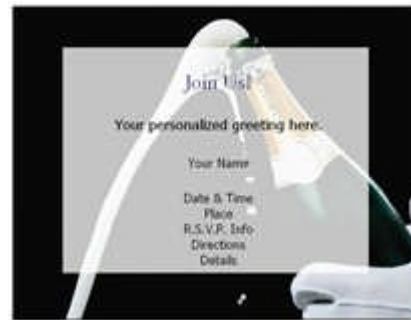 Join Us!
Your personalized greeting here.
Your Name
Date & Time
Place
R.S.V.P. Info
Directions
Details